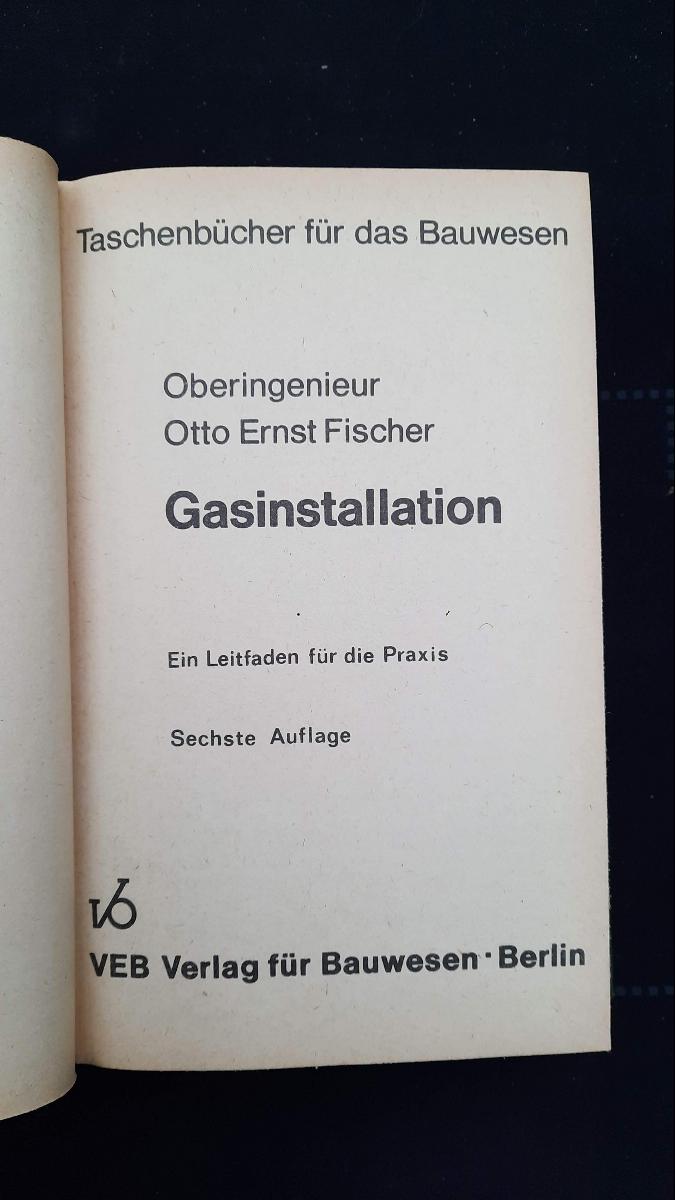 Taschenbücher für das Bauwesen
Oberingenieur
Otto Ernst Fischer
Gasinstallation
Ein Leitfaden für die Praxis
Sechste Auflage
VEB Verlag für Bauwesen · Berlin